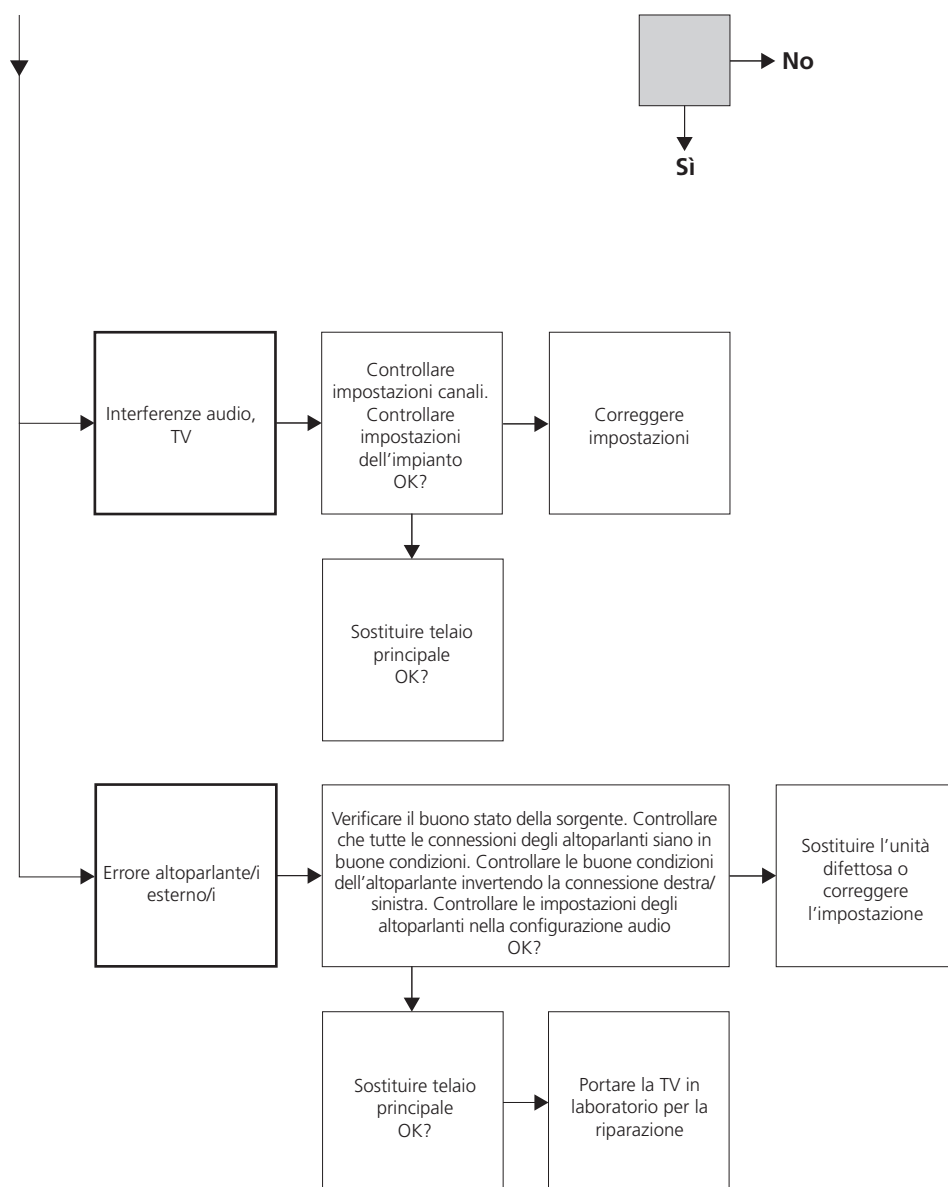 No
Sì
Interferenze audio,
TV
Controllare
impostazioni canali.
Controllare
impostazioni
dell’impianto
OK?
Correggere
impostazioni
Sostituire telaio
principale
OK?
Errore altoparlante/i
esterno/i
Verificare il buono stato della sorgente. Controllare
che tutte le connessioni degli altoparlanti siano in
buone condizioni. Controllare le buone condizioni
dell’altoparlante invertendo la connessione destra/
sinistra. Controllare le impostazioni degli
altoparlanti nella configurazione audio
OK?
Sostituire l’unità
difettosa o
correggere
l’impostazione
Sostituire telaio
principale
OK?
Portare la TV in
laboratorio per la
riparazione